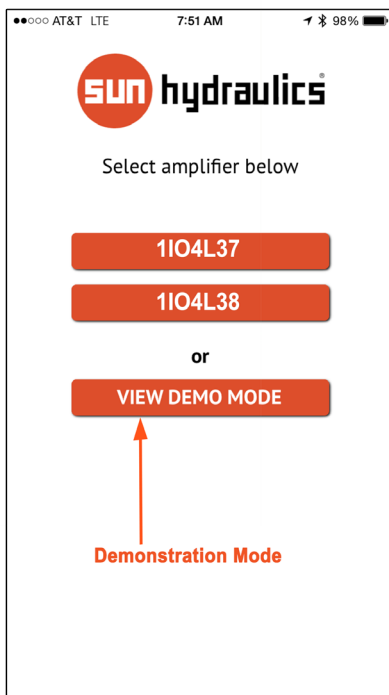 ●●○○○ AT&T LTE 7:51 AM 98%
sun hydraulics®
Select amplifier below
1IO4L37
1IO4L38
or
VIEW DEMO MODE
Demonstration Mode